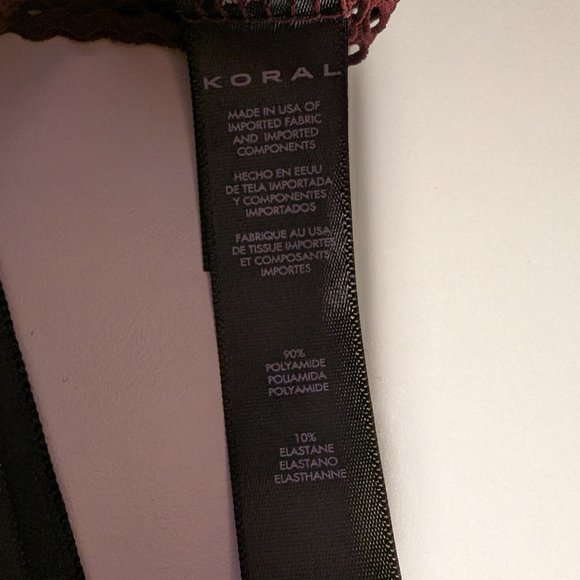 KORAL
MADE IN USA OF
IMPORTED FABRIC
AND IMPORTED
COMPONENTS
HECHO EN EEUU
DE TELA IMPORTADA
Y COMPONENTES
IMPORTADOS
FABRIQUE AU USA
DE TISSUE IMPORTES
ET COMPOSANTS
IMPORTES
90%
POLYAMIDE
POLIAMIDA
POLYAMIDE
10%
ELASTANE
ELASTANO
ELASTHANNE